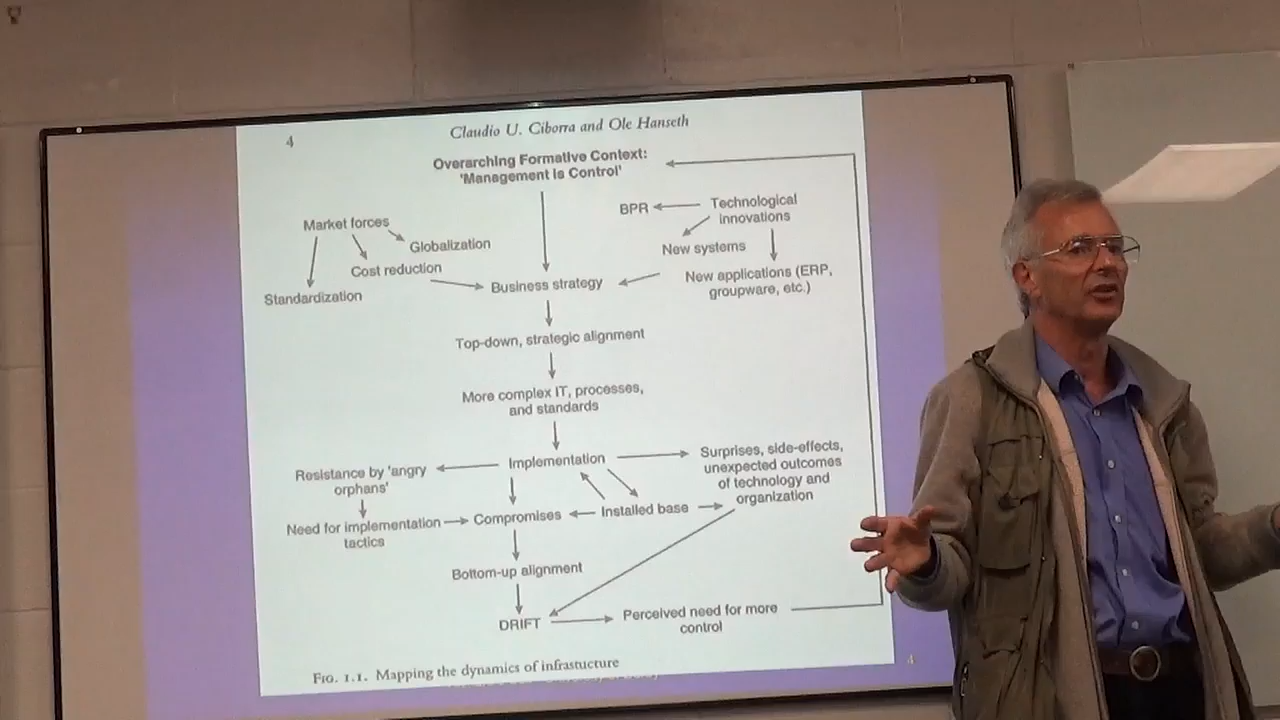 4
Claudio U. Ciborra and Ole Hanseth
Overarching Formative Context:
'Management Is Control'
Market forces
Globalization
Cost reduction
Standardization
BPR
Technological
innovations
New systems
New applications (ERP,
groupware, etc.)
Business strategy
Top-down, strategic alignment
More complex IT, processes,
and standards
Resistance by 'angry
orphans'
Implementation
Surprises, side-effects,
unexpected outcomes
of technology and
organization
Need for implementation
tactics
Compromises
Installed base
Bottom-up alignment
DRIFT
Perceived need for more
control
FIG. 1.1. Mapping the dynamics of infrastucture
4